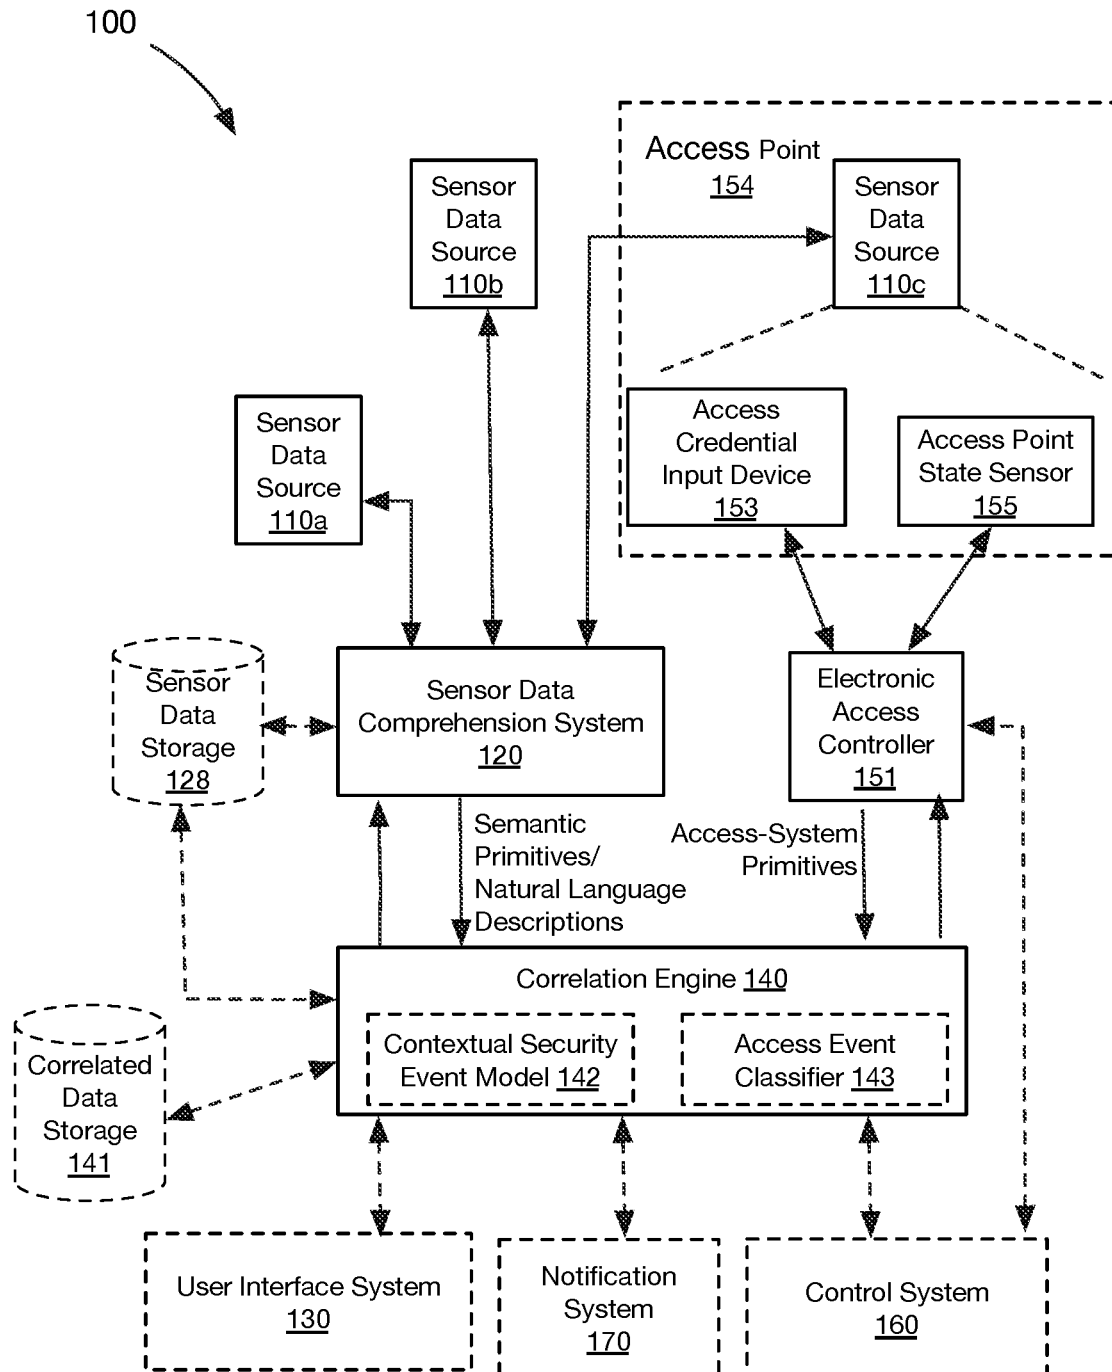 100
Access Point
154
Sensor
Data
Source
110c
Sensor
Data
Source
110b
Sensor
Data
Source
110a
Access
Credential
Input Device
153
Access Point
State Sensor
155
Sensor
Data
Storage
128
Sensor Data
Comprehension System
120
Electronic
Access
Controller
151
Semantic
Primitives/
Natural Language
Descriptions
Access-System
Primitives
Correlation Engine 140
Contextual Security
Event Model 142
Access Event
Classifier 143
Correlated
Data
Storage
141
User Interface System
130
Notification
System
170
Control System
160